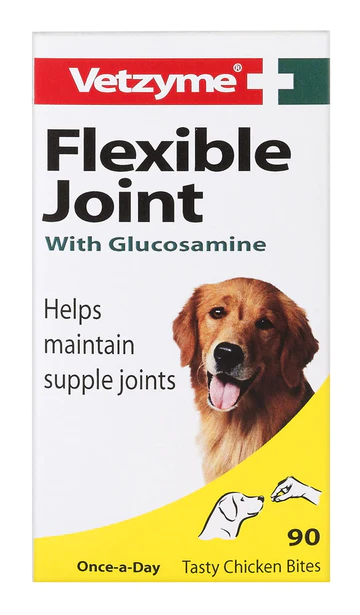 Vetzyme®
Flexible
Joint
With Glucosamine
Helps
maintain
supple joints
90
Once-a-Day Tasty Chicken Bites